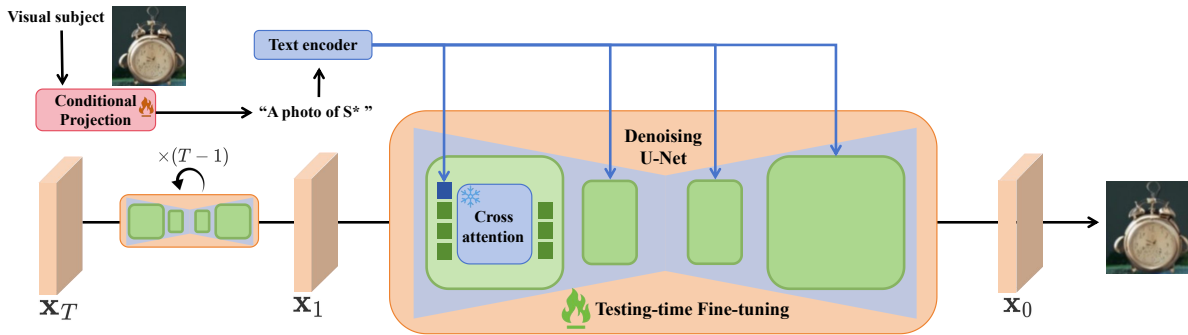 Visual subject
Text encoder
Conditional
Projection
“A photo of S* ”
Denoising
U-Net
×(T − 1)
Cross
attention
x_T
x_1
x_0
Testing-time Fine-tuning